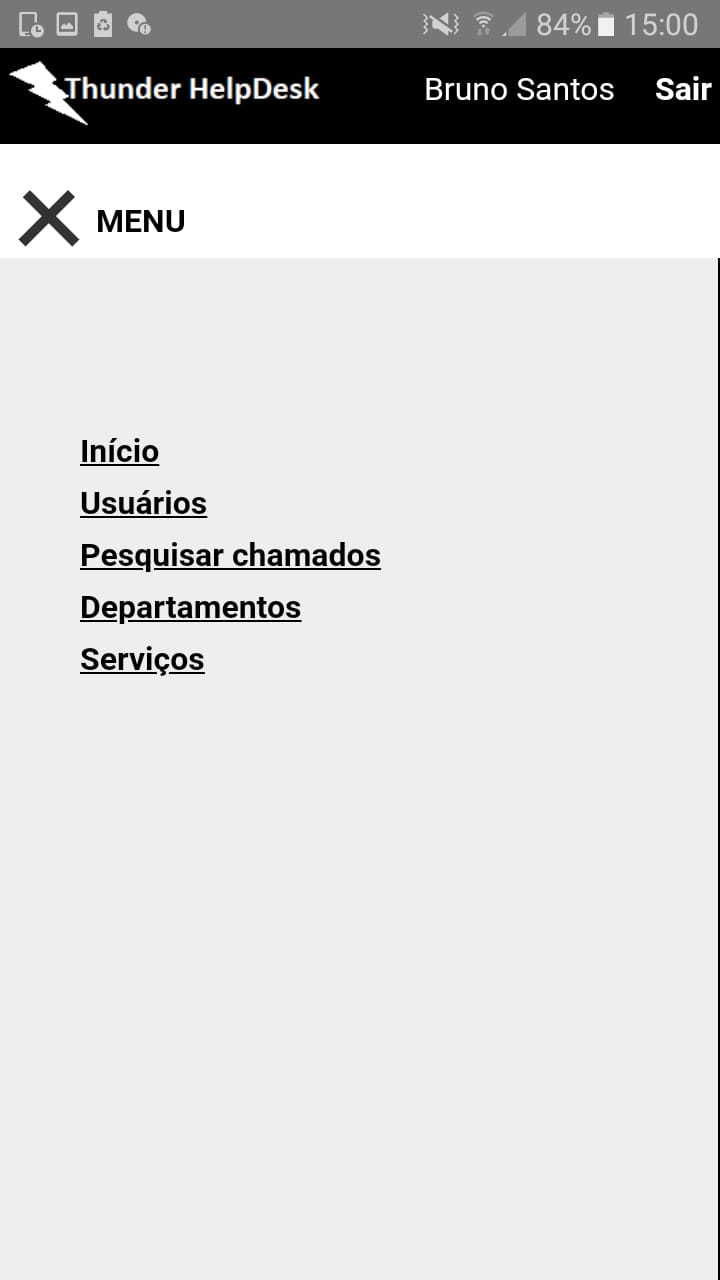 84% 15:00
Thunder HelpDesk Bruno Santos Sair
MENU
Início
Usuários
Pesquisar chamados
Departamentos
Serviços